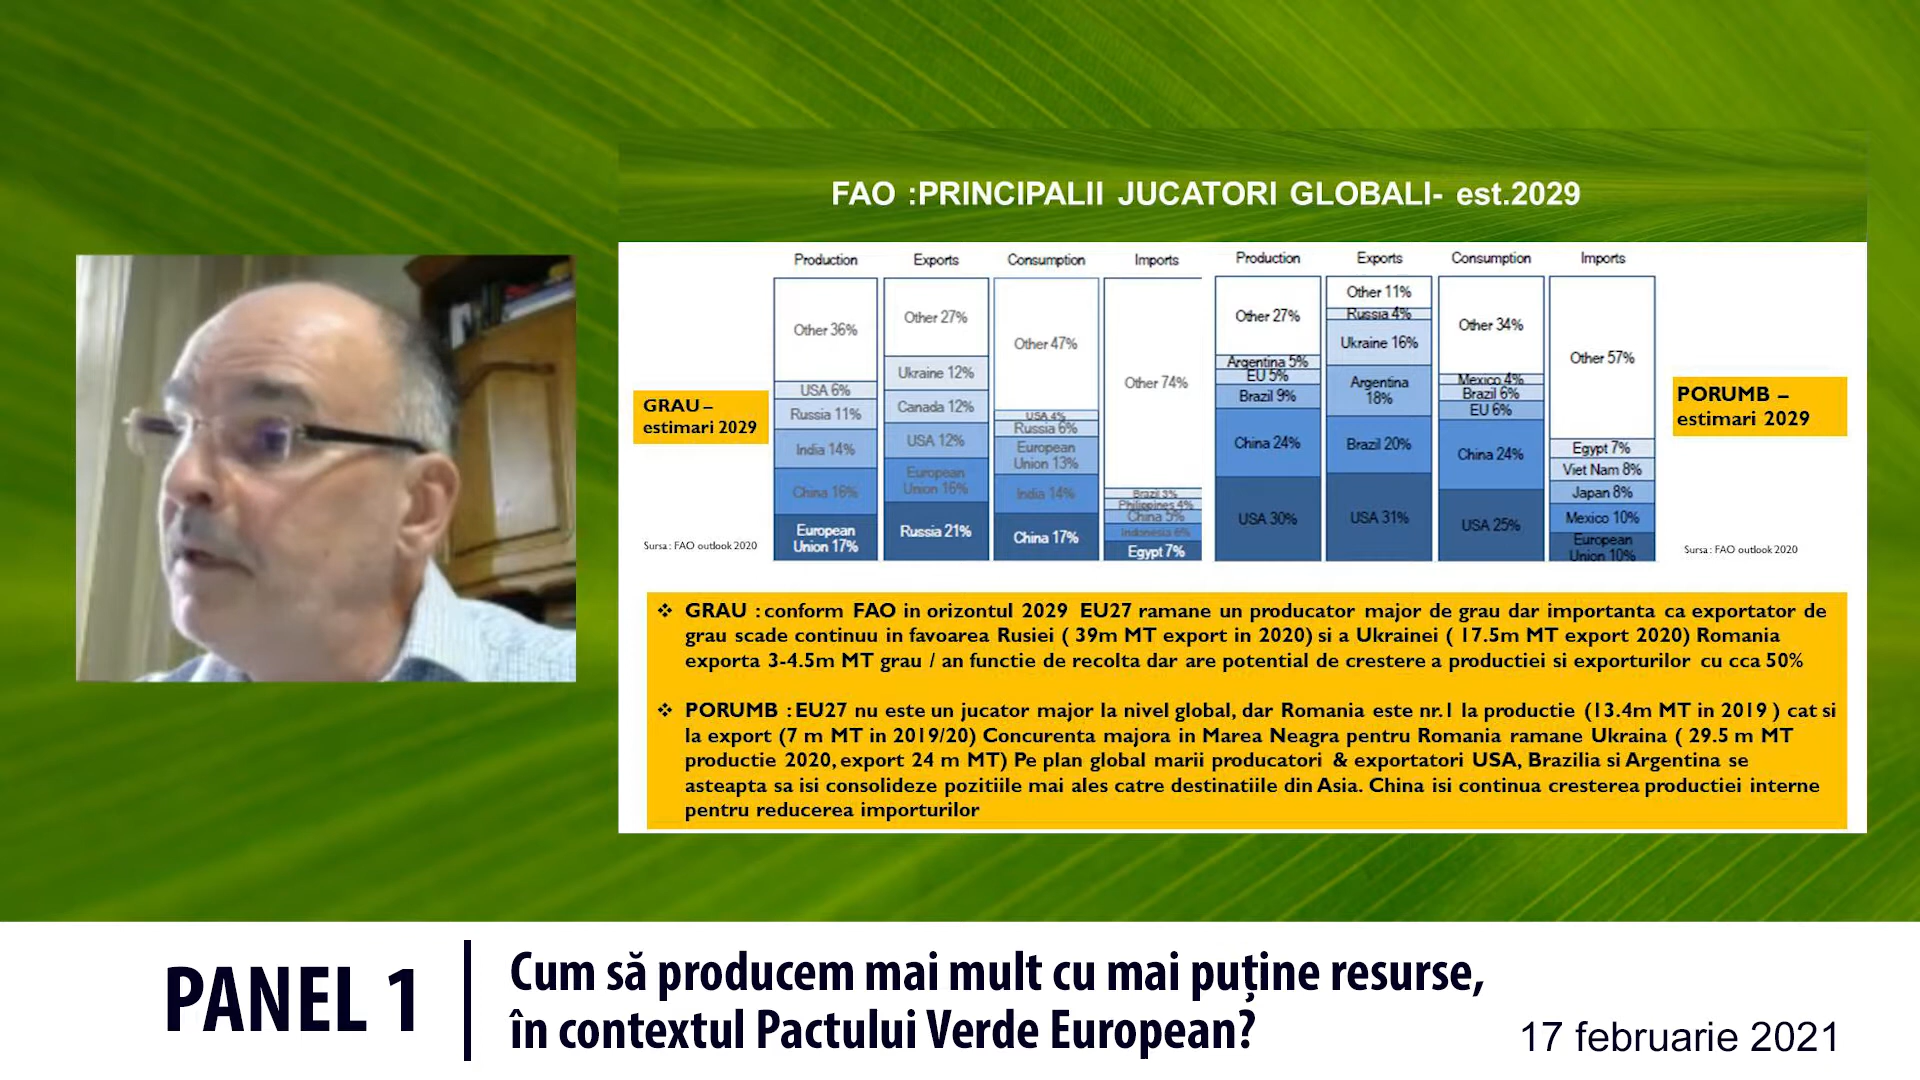 FAO :PRINCIPALII JUCATORI GLOBALI- est.2029
GRAU –
estimari 2029
Sursa : FAO outlook 2020
Production
Other 36%
USA 6%
Russia 11%
India 14%
China 16%
European
Union 17%
Exports
Other 27%
Ukraine 12%
Canada 12%
USA 12%
European
Union 16%
Russia 21%
Consumption
Other 47%
USA 4%
Russia 6%
European
Union 13%
India 14%
China 17%
Imports
Other 74%
Brazil 3%
Philippines 4%
China 5%
Indonesia 6%
Egypt 7%
Production
Other 27%
Argentina 5%
EU 5%
Brazil 9%
China 24%
USA 30%
Exports
Other 11%
Russia 4%
Ukraine 16%
Argentina
18%
Brazil 20%
USA 31%
Consumption
Other 34%
Mexico 4%
Brazil 6%
EU 6%
China 24%
USA 25%
Imports
Other 57%
Egypt 7%
Viet Nam 8%
Japan 8%
Mexico 10%
European
Union 10%
PORUMB –
estimari 2029
Sursa : FAO outlook 2020
❖ GRAU : conform FAO in orizontul 2029 EU27 ramane un producator major de grau dar importanta ca exportator de
grau scade continuu in favoarea Rusiei ( 39m MT export in 2020) si a Ukrainei ( 17.5m MT export 2020) Romania
exporta 3-4.5m MT grau / an functie de recolta dar are potential de crestere a productiei si exporturilor cu cca 50%
❖ PORUMB : EU27 nu este un jucator major la nivel global, dar Romania este nr.1 la productie (13.4m MT in 2019 ) cat si
la export (7 m MT in 2019/20) Concurenta majora in Marea Neagra pentru Romania ramane Ukraina ( 29.5 m MT
productie 2020, export 24 m MT) Pe plan global marii producatori & exportatori USA, Brazilia si Argentina se
asteapta sa isi consolideze pozitiile mai ales catre destinatiile din Asia. China isi continua cresterea productiei interne
pentru reducerea importurilor
PANEL 1
Cum să producem mai mult cu mai puține resurse,
în contextul Pactului Verde European?
17 februarie 2021